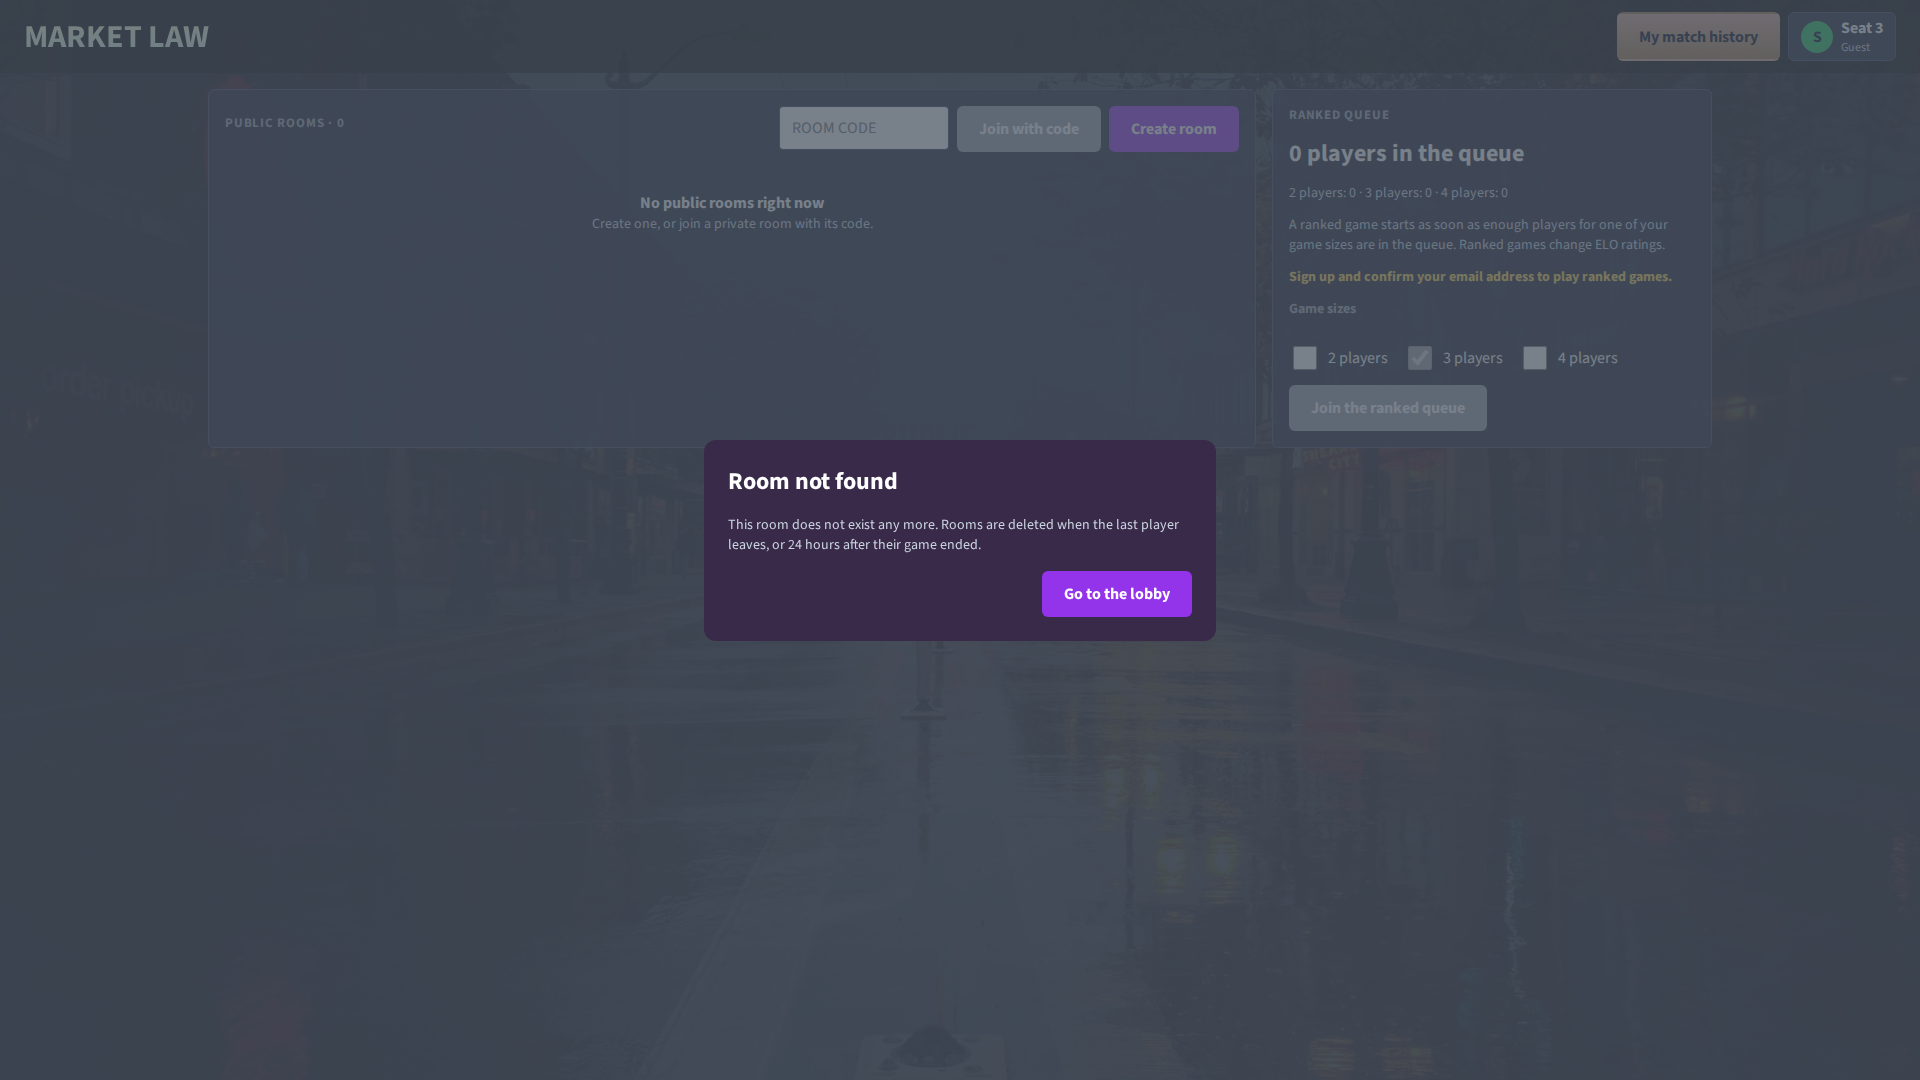 MARKET LAW
My match history
S
Seat 3
Guest
PUBLIC ROOMS · 0
ROOM CODE
Join with code
Create room
No public rooms right now
Create one, or join a private room with its code.
RANKED QUEUE
0 players in the queue
2 players: 0 · 3 players: 0 · 4 players: 0
A ranked game starts as soon as enough players for one of your
game sizes are in the queue. Ranked games change ELO ratings.
Sign up and confirm your email address to play ranked games.
Game sizes
2 players
3 players
4 players
Join the ranked queue
order pickup
Room not found
This room does not exist any more. Rooms are deleted when the last player
leaves, or 24 hours after their game ended.
Go to the lobby